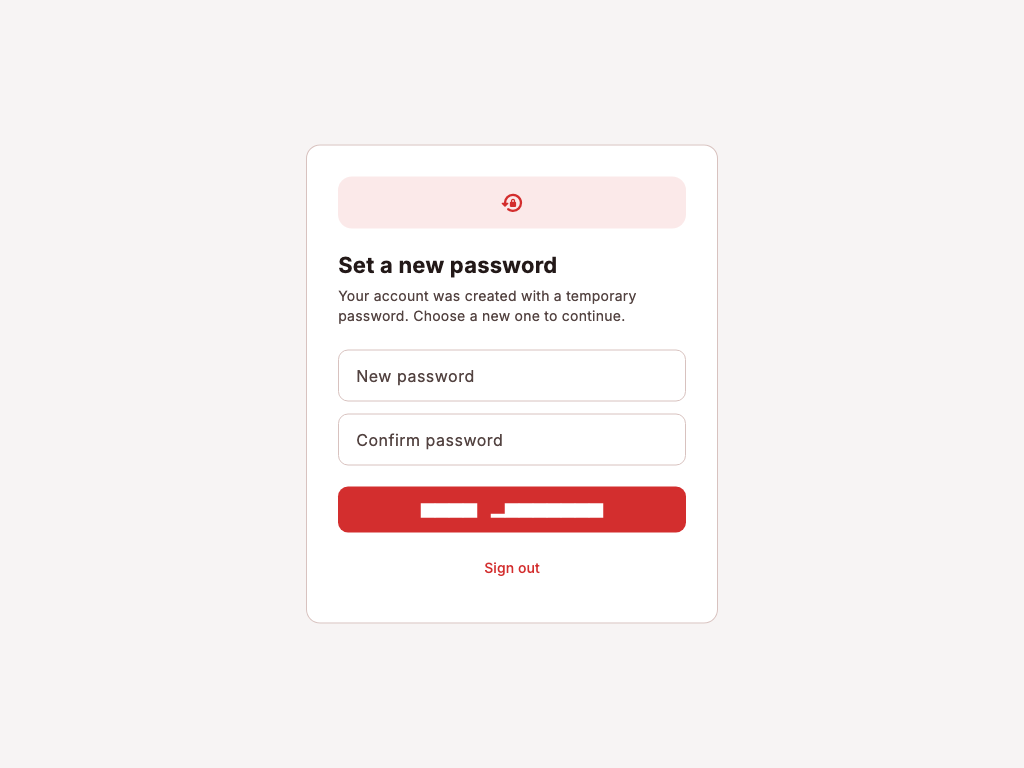 Set a new password
Your account was created with a temporary
password. Choose a new one to continue.
New password
Confirm password
Sign out